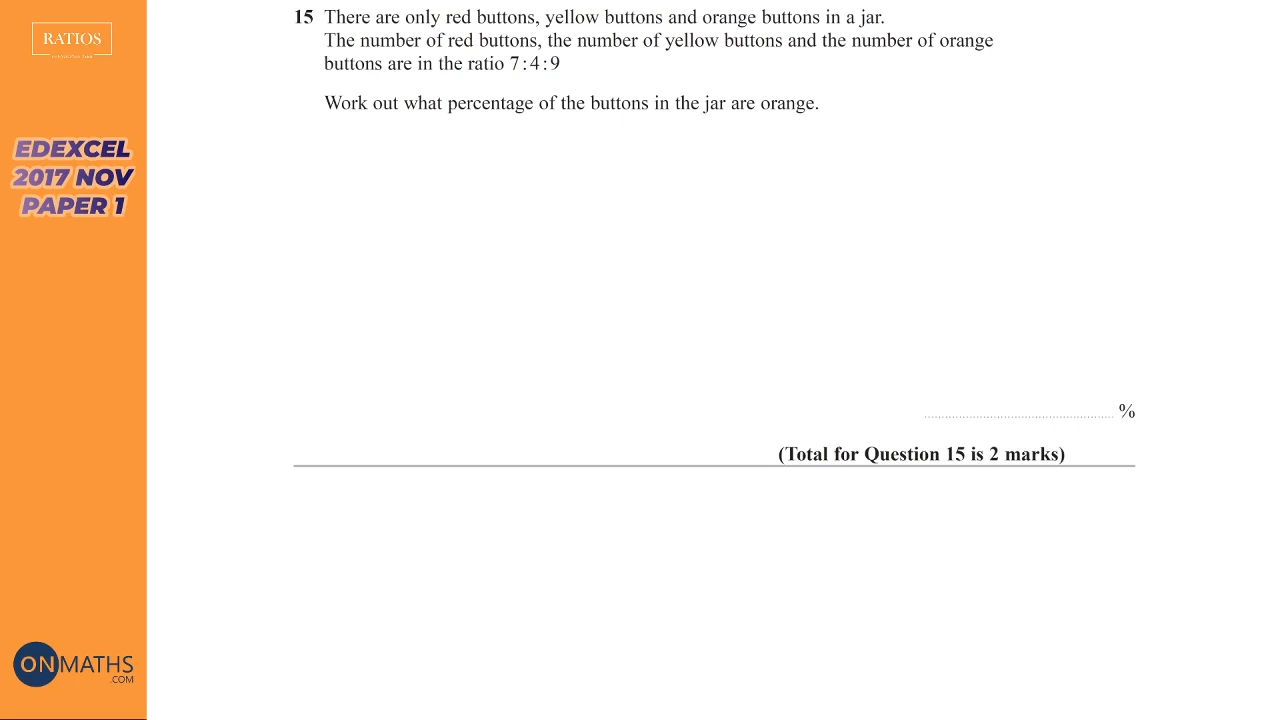 RATIOS
EDEXCEL
2017 NOV
PAPER 1
15 There are only red buttons, yellow buttons and orange buttons in a jar.
The number of red buttons, the number of yellow buttons and the number of orange
buttons are in the ratio 7 : 4 : 9
Work out what percentage of the buttons in the jar are orange.
.......................................................%
(Total for Question 15 is 2 marks)
ONMATHS
.COM